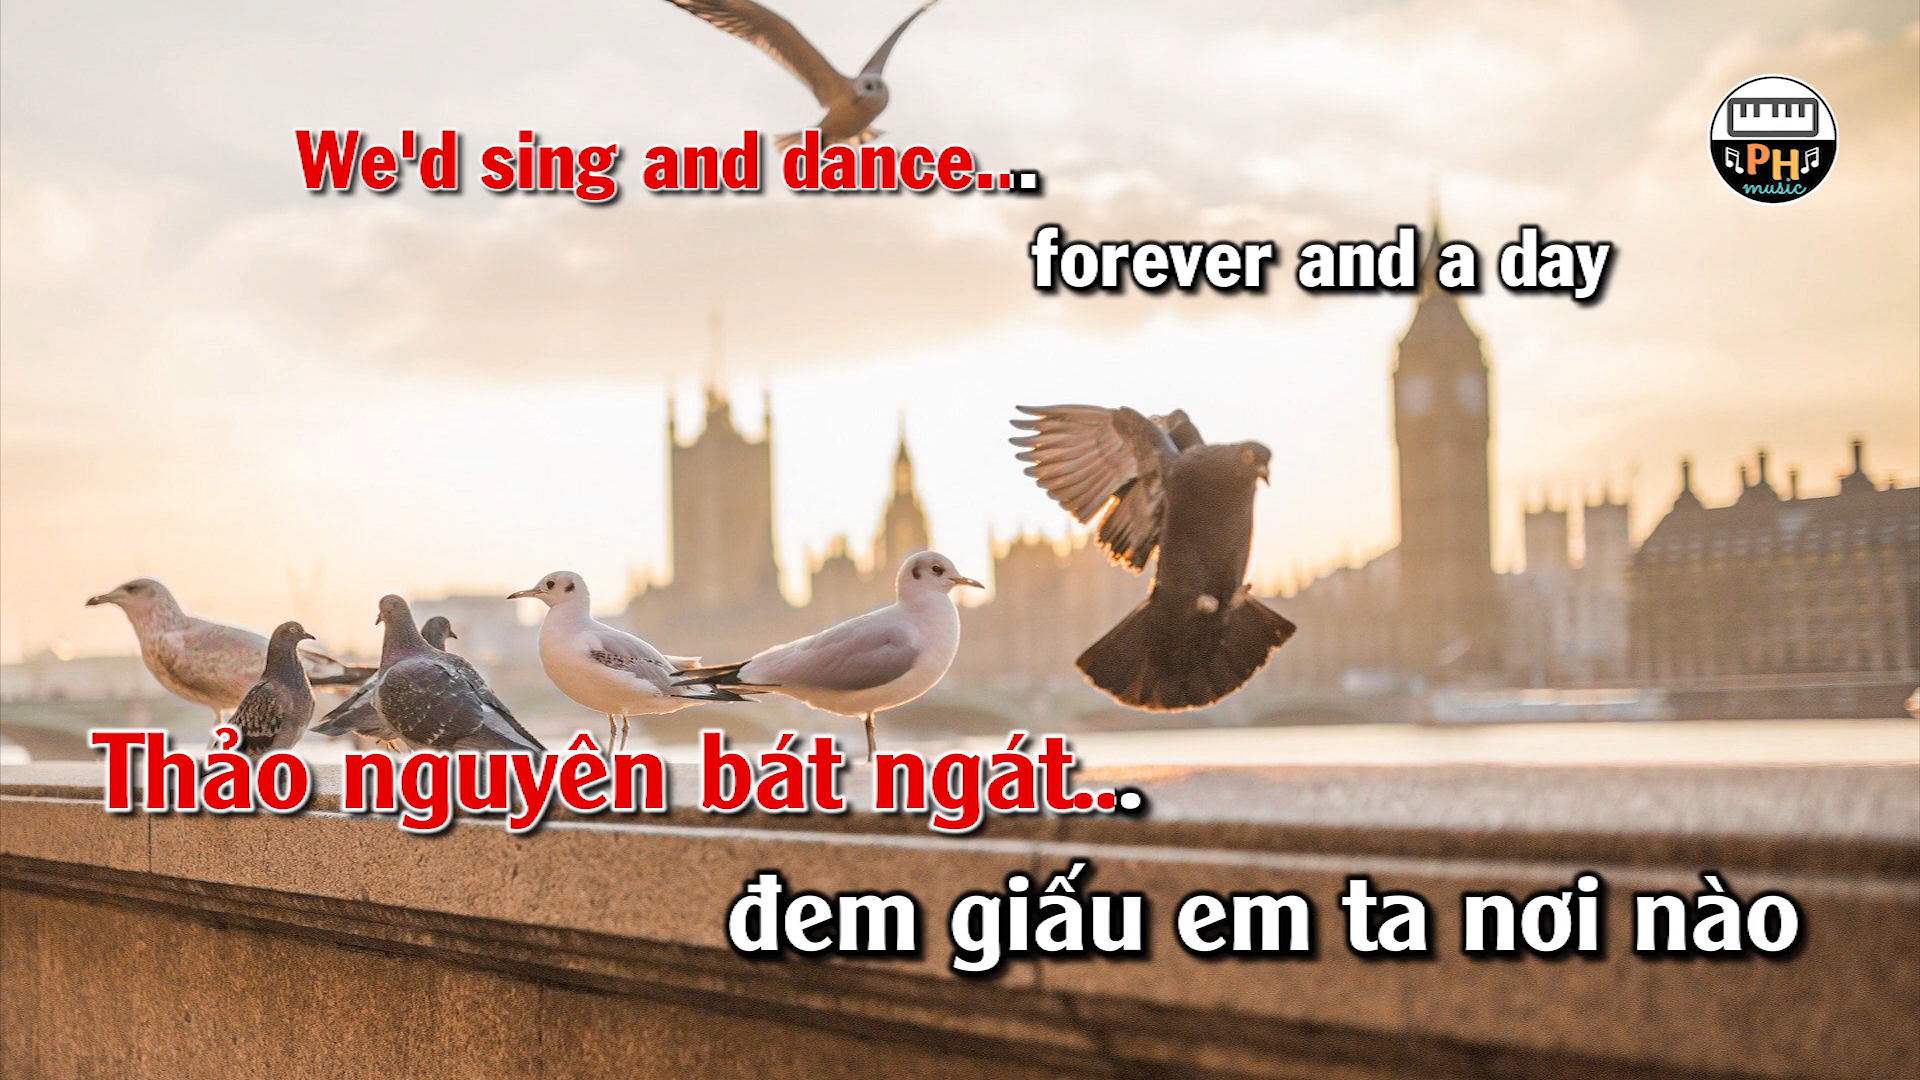 We'd sing and dance...
forever and a day
PH
music
Thảo nguyên bát ngát...
đem giấu em ta nơi nào